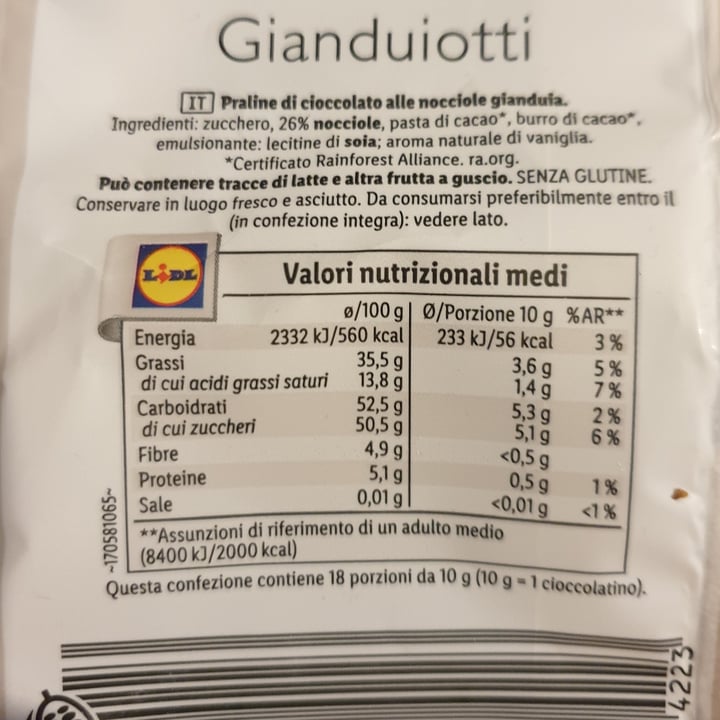 Gianduiotti
IT Praline di cioccolato alle nocciole gianduia.
Ingredienti: zucchero, 26% nocciole, pasta di cacao*, burro di cacao*,
emulsionante: lecitine di soia; aroma naturale di vaniglia.
*Certificato Rainforest Alliance. ra.org.
Può contenere tracce di latte e altra frutta a guscio. SENZA GLUTINE.
Conservare in luogo fresco e asciutto. Da consumarsi preferibilmente entro il
(in confezione integra): vedere lato.
LIDL
Valori nutrizionali medi
ø/100 g Ø/Porzione 10 g %AR**
Energia 2332 kJ/560 kcal 233 kJ/56 kcal 3%
Grassi 35,5 g 3,6 g 5%
di cui acidi grassi saturi 13,8 g 1,4 g 7%
Carboidrati 52,5 g 5,3 g 2%
di cui zuccheri 50,5 g 5,1 g 6%
Fibre 4,9 g <0,5 g
Proteine 5,1 g 0,5 g 1%
Sale 0,01 g <0,01 g <1%
**Assunzioni di riferimento di un adulto medio
(8400 kJ/2000 kcal)
~170581065~
Questa confezione contiene 18 porzioni da 10 g (10 g = 1 cioccolatino).
4223